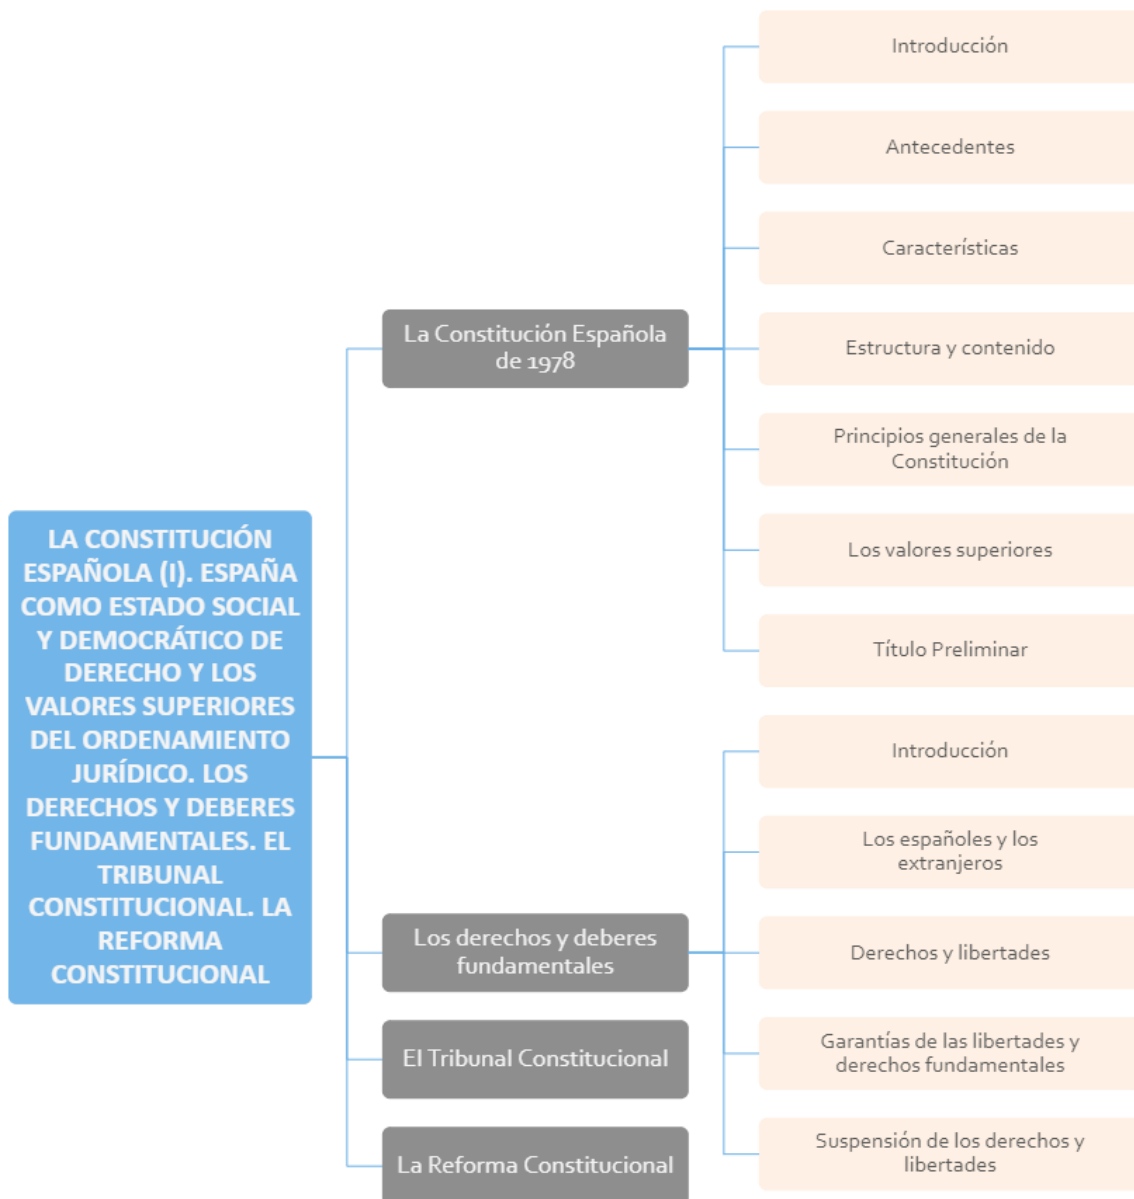 LA CONSTITUCIÓN
ESPAÑOLA (I). ESPAÑA
COMO ESTADO SOCIAL
Y DEMOCRÁTICO DE
DERECHO Y LOS
VALORES SUPERIORES
DEL ORDENAMIENTO
JURÍDICO. LOS
DERECHOS Y DEBERES
FUNDAMENTALES. EL
TRIBUNAL
CONSTITUCIONAL. LA
REFORMA
CONSTITUCIONAL
La Constitución Española
de 1978
Introducción
Antecedentes
Características
Estructura y contenido
Principios generales de la
Constitución
Los valores superiores
Título Preliminar
Los derechos y deberes
fundamentales
Introducción
Los españoles y los
extranjeros
Derechos y libertades
Garantías de las libertades y
derechos fundamentales
Suspensión de los derechos y
libertades
El Tribunal Constitucional
La Reforma Constitucional